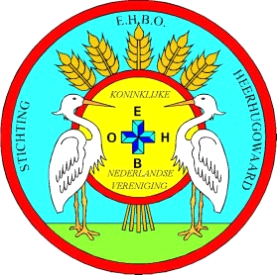 STICHTING
E.H.B.O.
HEERHUGOWAARD
KONINKLIJKE
E
O H
B
NEDERLANDSE
VERENIGING